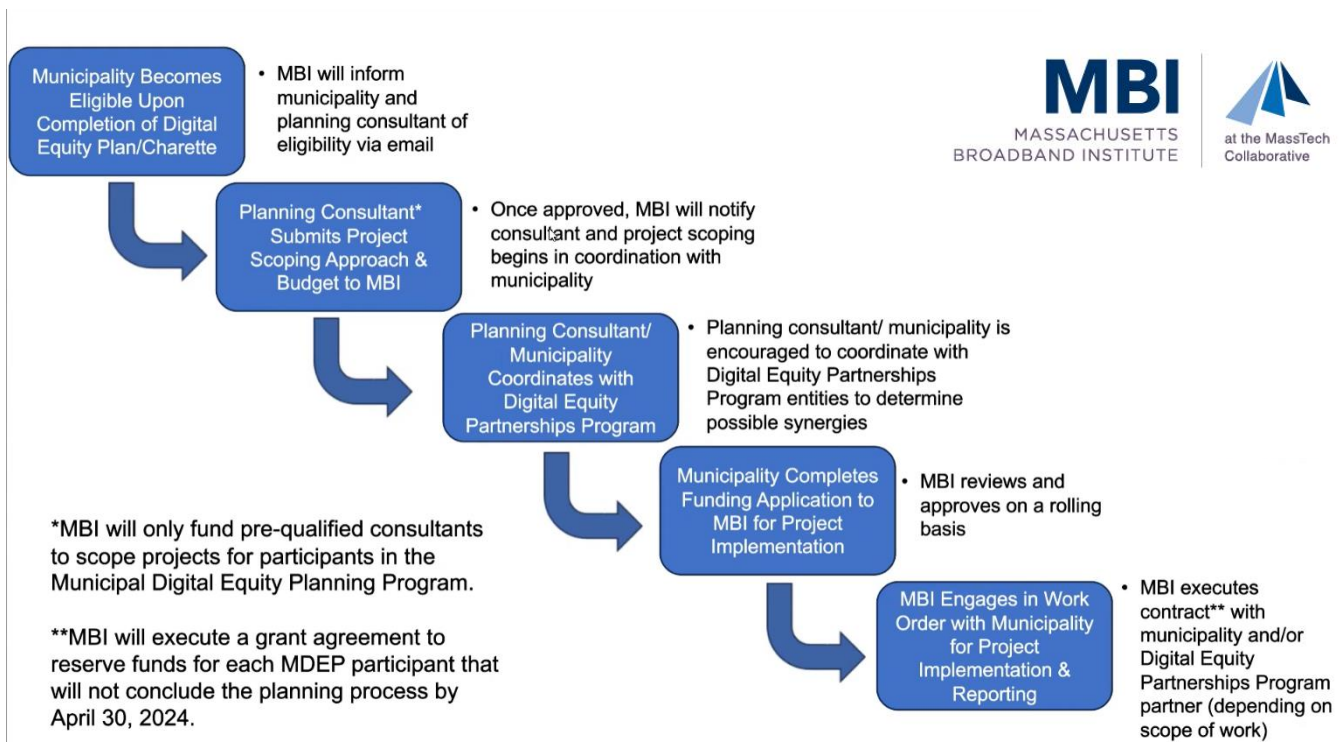 Municipality Becomes
Eligible Upon
Completion of Digital
Equity Plan/Charette
• MBI will inform
municipality and
planning consultant of
eligibility via email
MBI
MASSACHUSETTS
BROADBAND INSTITUTE
at the MassTech
Collaborative
Planning Consultant*
Submits Project
Scoping Approach &
Budget to MBI
• Once approved, MBI will notify
consultant and project scoping
begins in coordination with
municipality
Planning Consultant/
Municipality
Coordinates with
Digital Equity
Partnerships Program
• Planning consultant/ municipality is
encouraged to coordinate with
Digital Equity Partnerships
Program entities to determine
possible synergies
Municipality Completes
Funding Application to
MBI for Project
Implementation
• MBI reviews and
approves on a rolling
basis
MBI Engages in Work
Order with Municipality
for Project
Implementation &
Reporting
• MBI executes
contract** with
municipality and/or
Digital Equity
Partnerships Program
partner (depending on
scope of work)
*MBI will only fund pre-qualified consultants
to scope projects for participants in the
Municipal Digital Equity Planning Program.
**MBI will execute a grant agreement to
reserve funds for each MDEP participant that
will not conclude the planning process by
April 30, 2024.